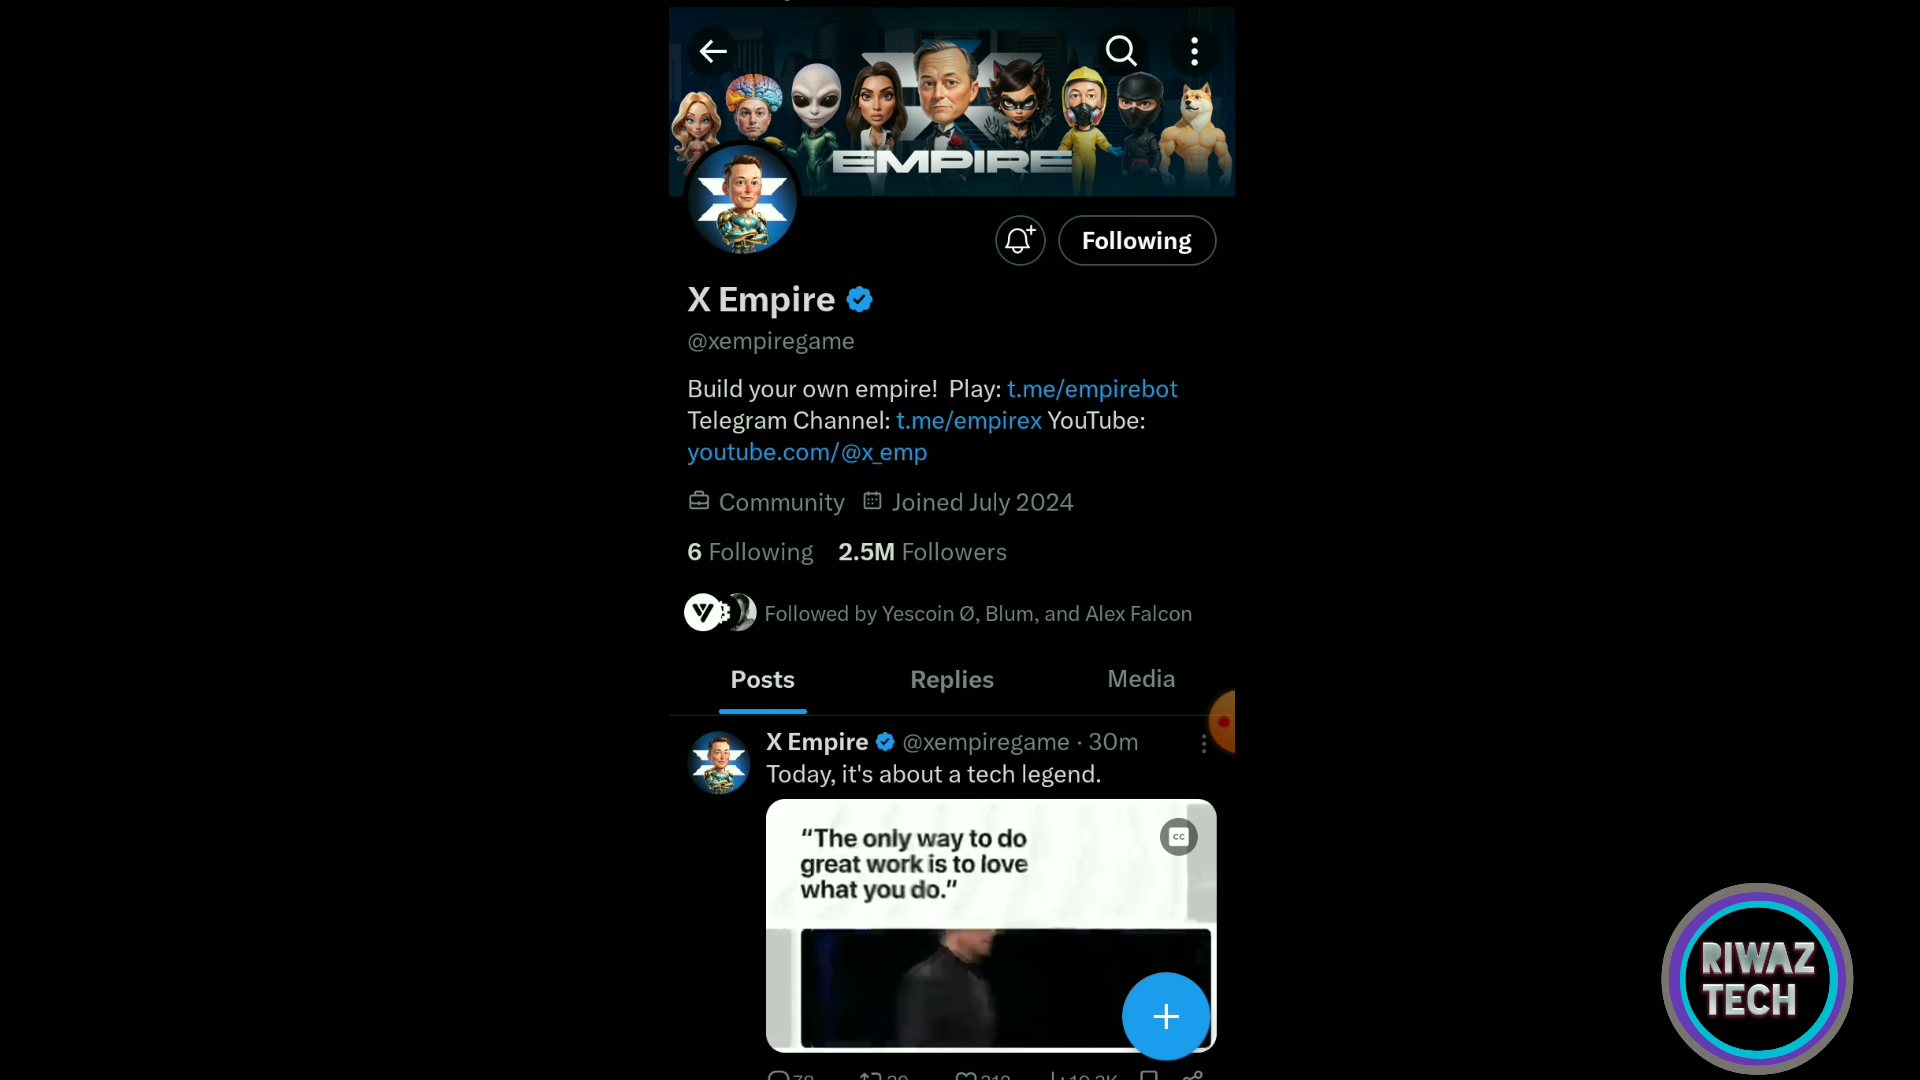 EMPIRE
Following
X Empire
@xempiregame
Build your own empire! Play: t.me/empirebot
Telegram Channel: t.me/empirex YouTube:
youtube.com/@x_emp
Community Joined July 2024
6 Following 2.5M Followers
Followed by Yescoin Ø, Blum, and Alex Falcon
Posts Replies Media
X Empire @xempiregame · 30m
Today, it's about a tech legend.
CC
“The only way to do
great work is to love
what you do.”
RIWAZ
TECH